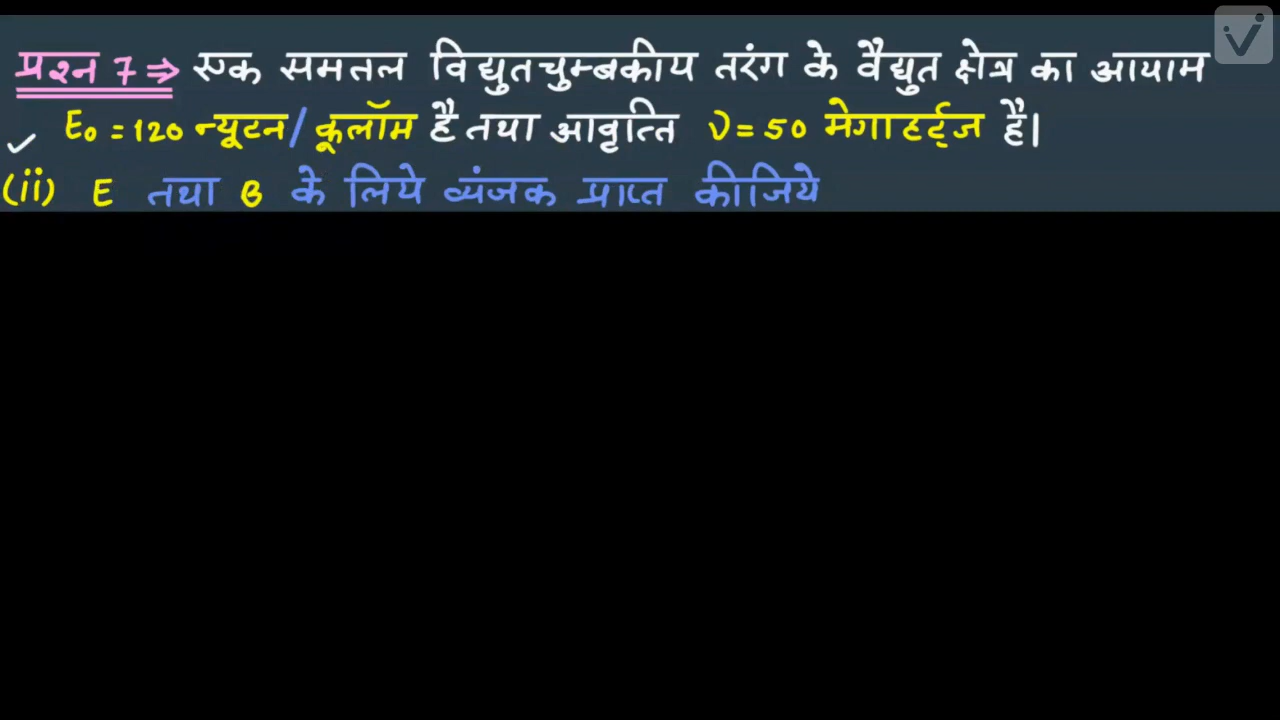 प्रश्न 7 ⇒ एक समतल विद्युतचुम्बकीय तरंग के वैद्युत क्षेत्र का आयाम
E₀ = 120 न्यूटन/ कूलॉम है तथा आवृत्ति ν = 50 मेगाहर्ट्ज है।
(ii) E तथा B के लिये व्यंजक प्राप्त कीजिये